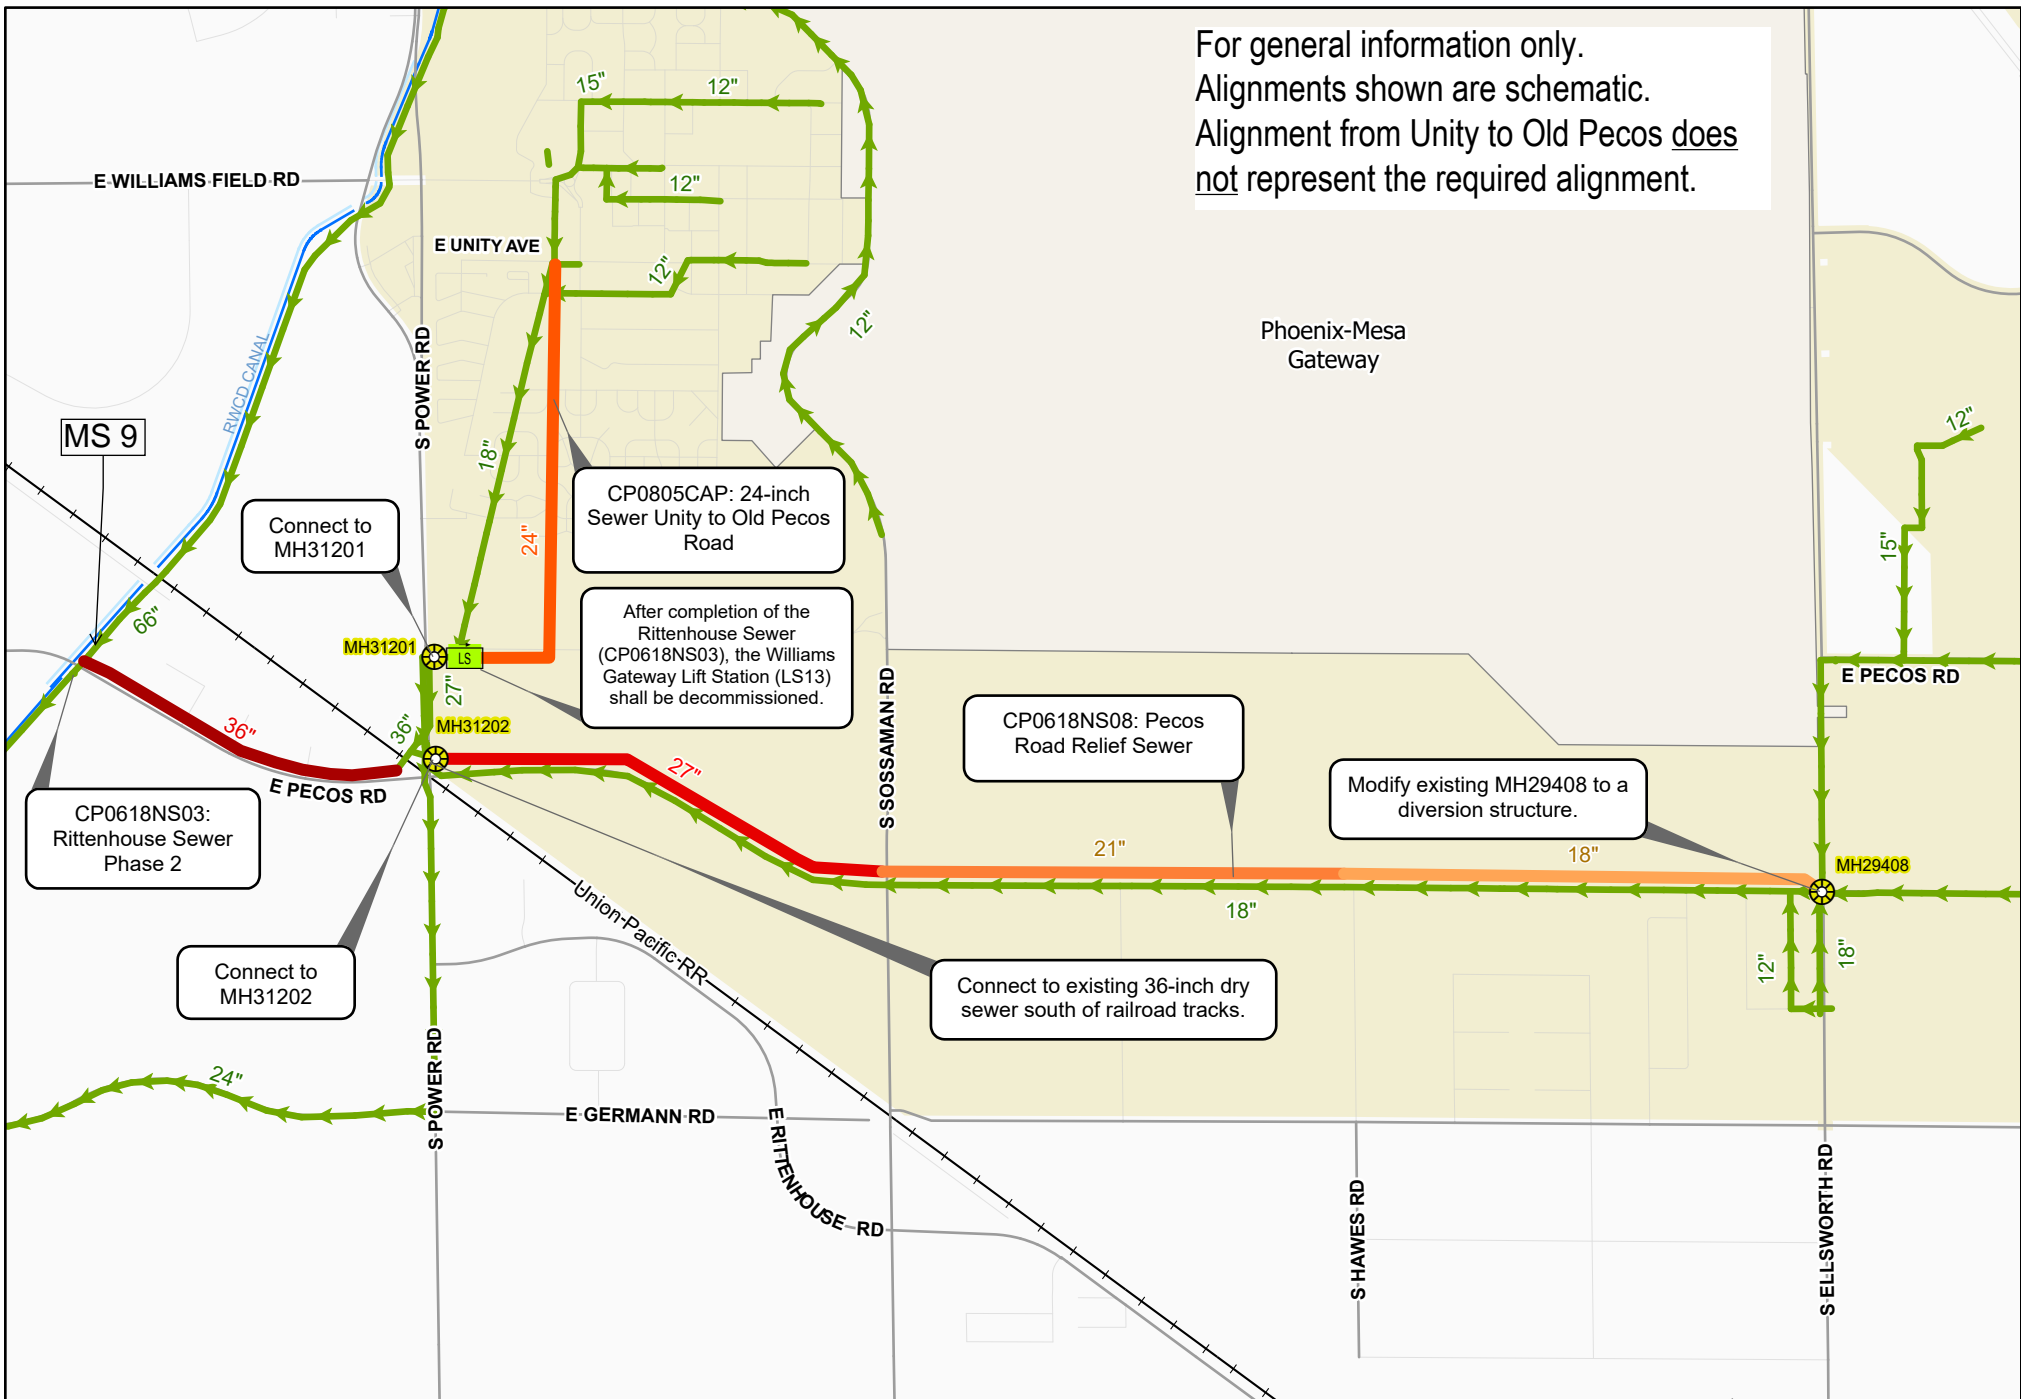 For general information only.
Alignments shown are schematic.
Alignment from Unity to Old Pecos does
not represent the required alignment.
15"
12"
E WILLIAMS FIELD RD
12"
E UNITY AVE
12"
12"
Phoenix-Mesa
Gateway
S POWER RD
RWCD CANAL
MS 9
18"
12"
CP0805CAP: 24-inch
Sewer Unity to Old Pecos
Road
Connect to
MH31201
24"
15"
After completion of the
Rittenhouse Sewer
(CP0618NS03), the Williams
Gateway Lift Station (LS13)
shall be decommissioned.
66"
MH31201
LS
27"
E PECOS RD
S SOSSAMAN RD
CP0618NS08: Pecos
Road Relief Sewer
36"
36"
MH31202
27"
E PECOS RD
Modify existing MH29408 to a
diversion structure.
CP0618NS03:
Rittenhouse Sewer
Phase 2
21"
18"
MH29408
18"
Union Pacific RR
12"
18"
Connect to
MH31202
Connect to existing 36-inch dry
sewer south of railroad tracks.
24"
S POWER RD
E GERMANN RD
E RITTENHOUSE RD
S HAWES RD
S ELLSWORTH RD